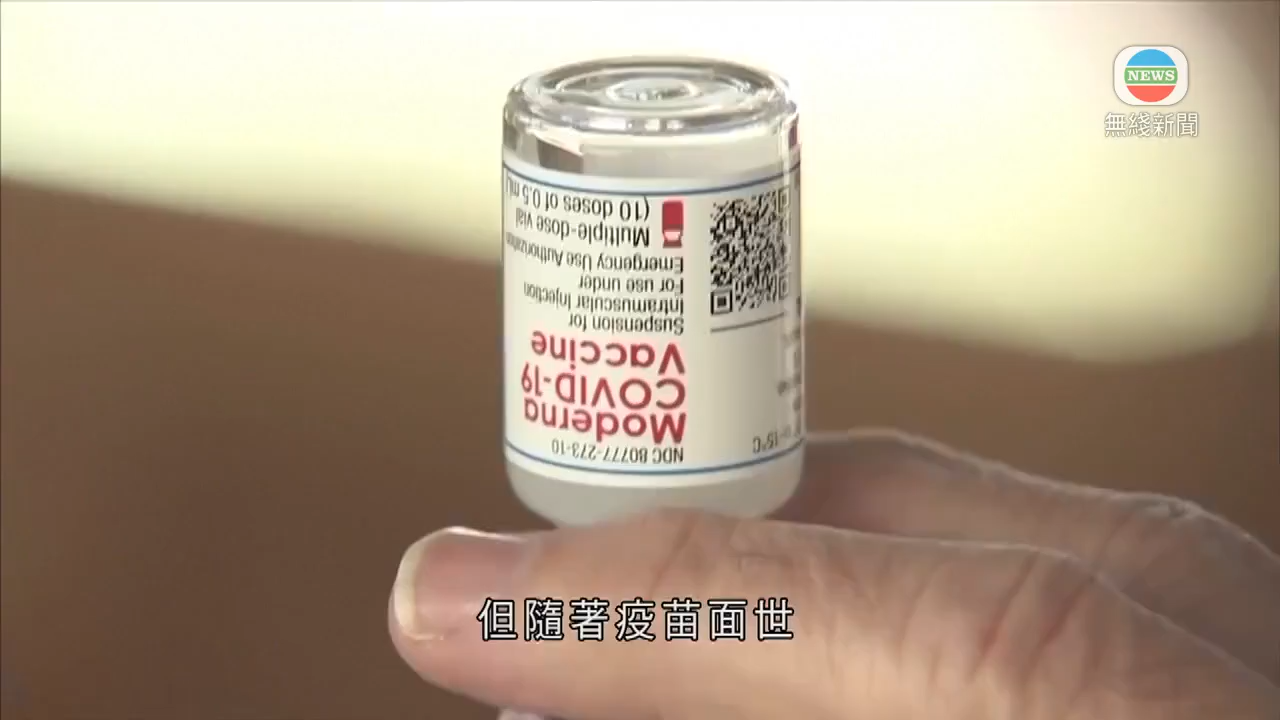 NEWS
無綫新聞
(10 doses of 0.5 mL)
Multiple-dose vial
Emergency Use Authorization
For use under
Intramuscular Injection
Suspension for
Vaccine
COVID-19
Moderna
NDC 80777-273-10
-15°C
但隨著疫苗面世